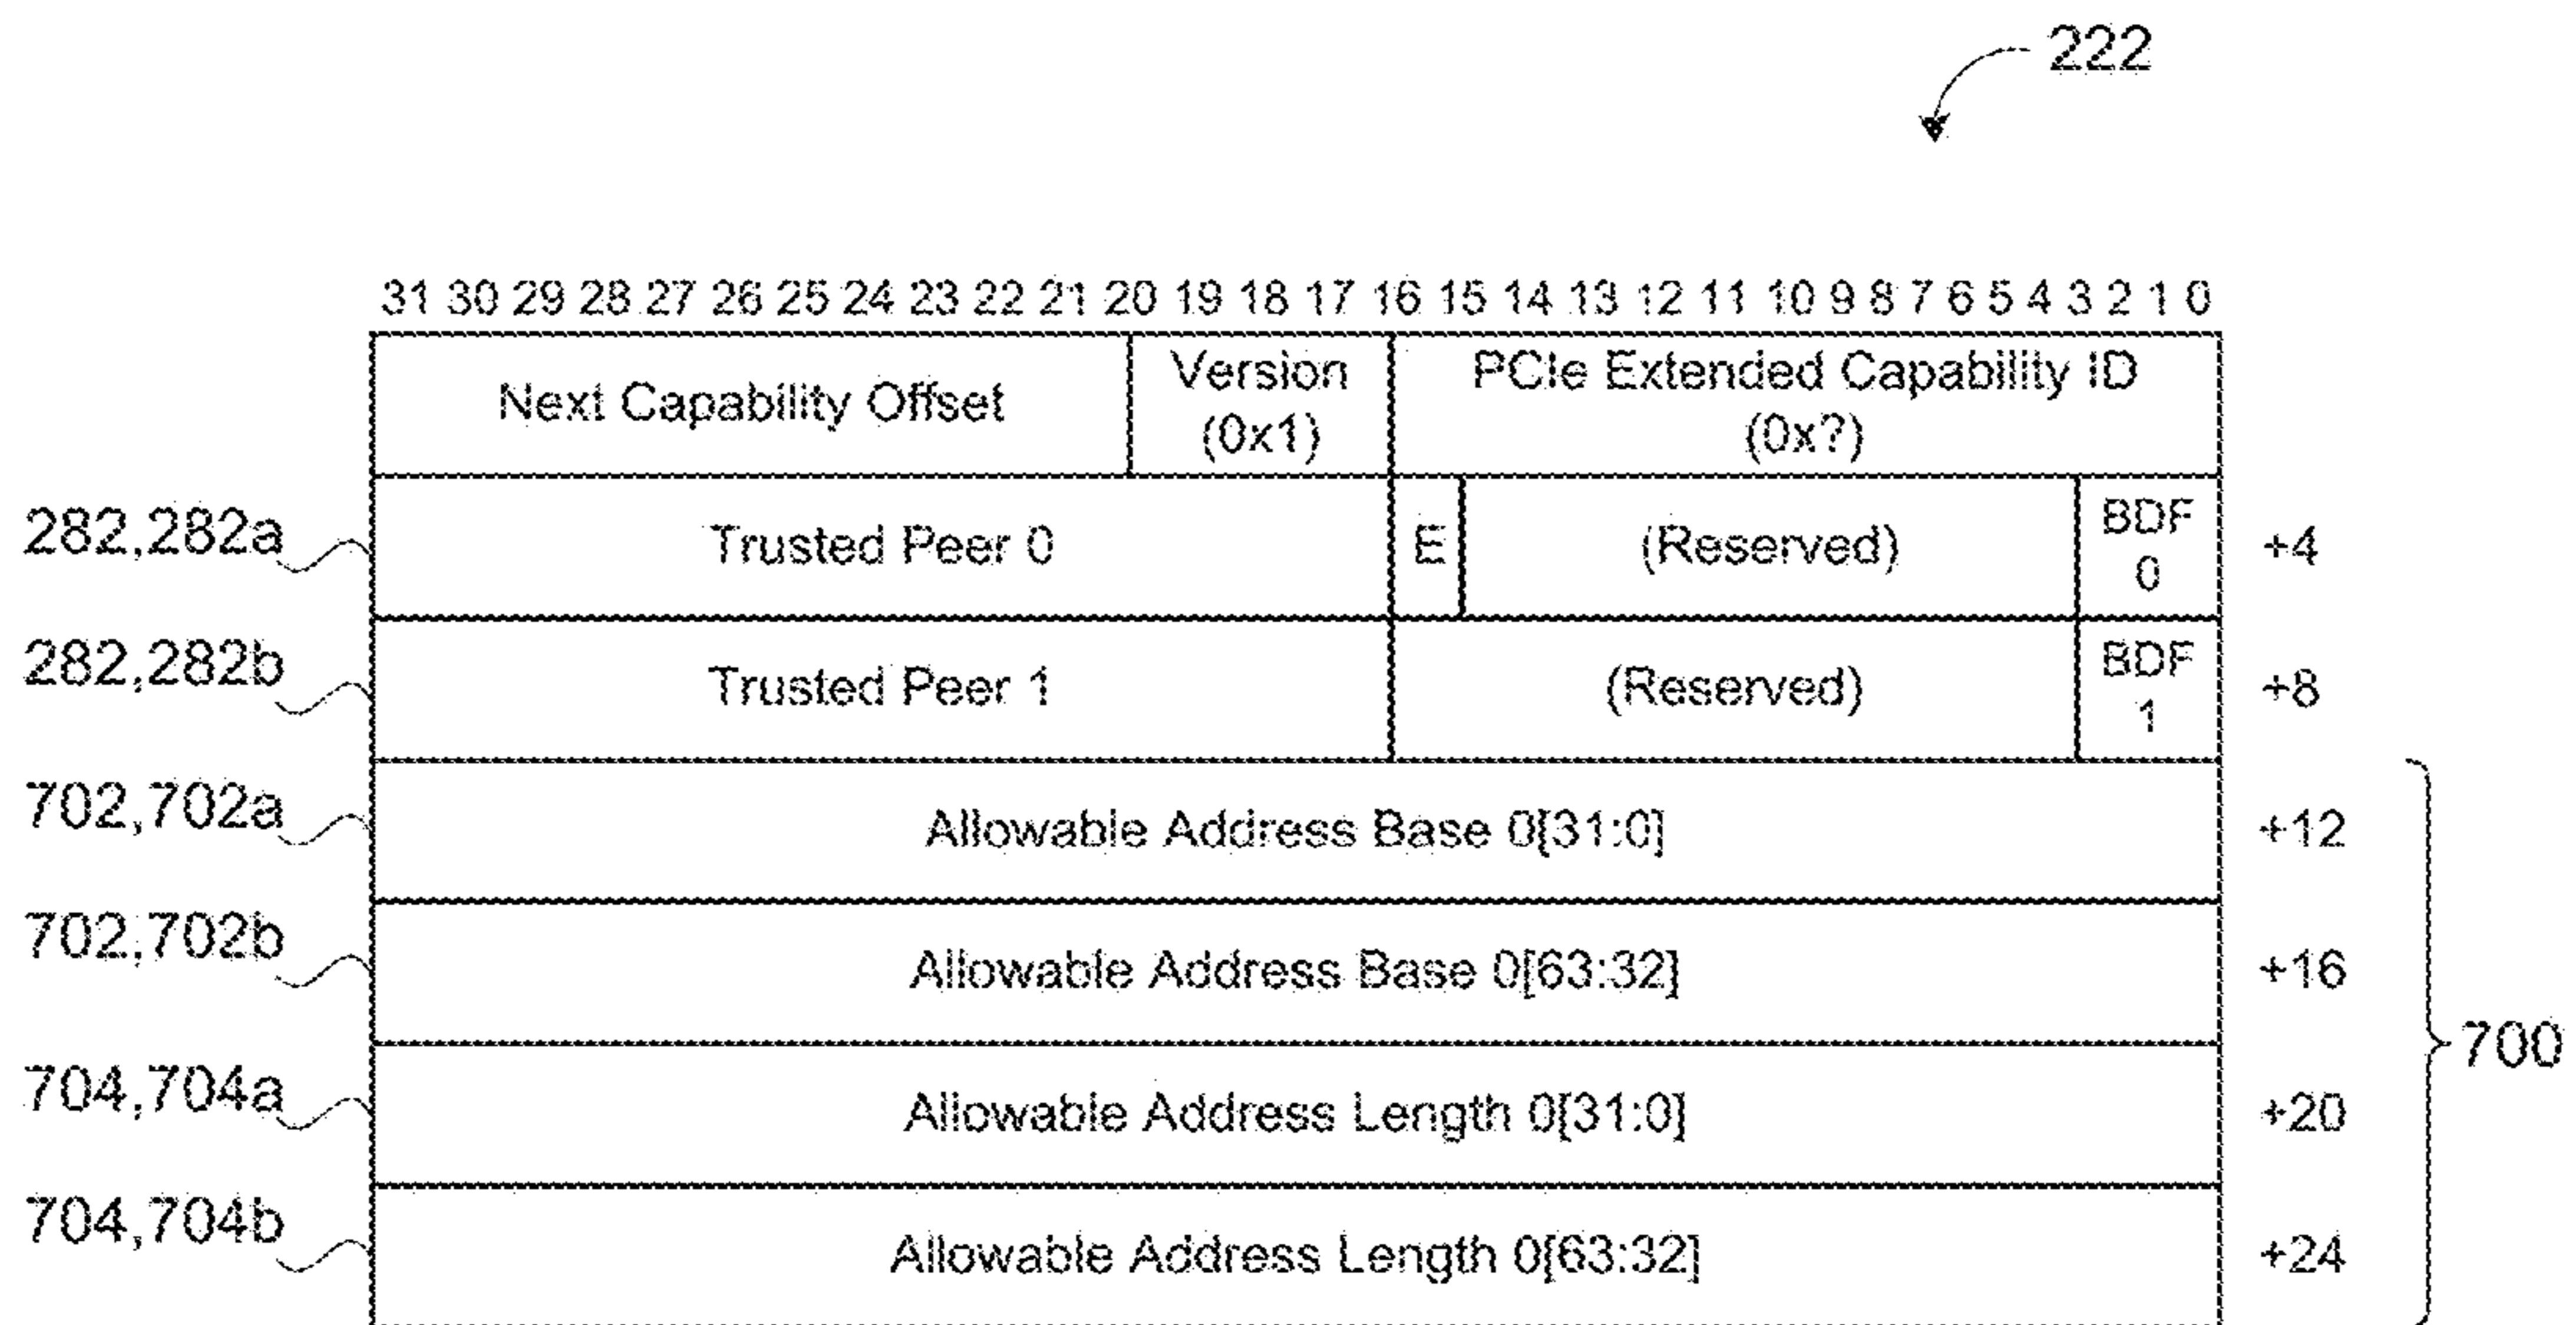 222
31 30 29 28 27 26 25 24 23 22 21 20 19 18 17 16 15 14 13 12 11 10 9 8 7 6 5 4 3 2 1 0
Next Capability Offset
Version
(0x1)
PCIe Extended Capability ID
(0x?)
282,282a
Trusted Peer 0
E
(Reserved)
BDF
0
+4
282,282b
Trusted Peer 1
(Reserved)
BDF
1
+8
702,702a
Allowable Address Base 0[31:0]
+12
702,702b
Allowable Address Base 0[63:32]
+16
700
704,704a
Allowable Address Length 0[31:0]
+20
704,704b
Allowable Address Length 0[63:32]
+24